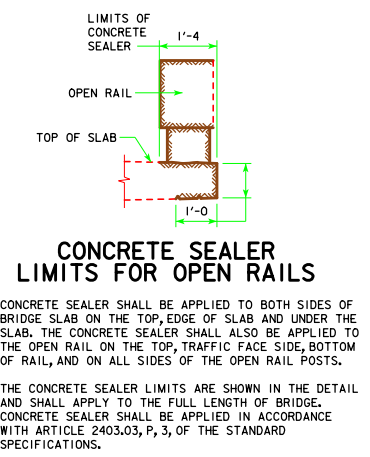 LIMITS OF
CONCRETE
SEALER
1'-4
OPEN RAIL
TOP OF SLAB
1'-0
CONCRETE SEALER
LIMITS FOR OPEN RAILS
CONCRETE SEALER SHALL BE APPLIED TO BOTH SIDES OF
BRIDGE SLAB ON THE TOP, EDGE OF SLAB AND UNDER THE
SLAB. THE CONCRETE SEALER SHALL ALSO BE APPLIED TO
THE OPEN RAIL ON THE TOP, TRAFFIC FACE SIDE, BOTTOM
OF RAIL, AND ON ALL SIDES OF THE OPEN RAIL POSTS.
THE CONCRETE SEALER LIMITS ARE SHOWN IN THE DETAIL
AND SHALL APPLY TO THE FULL LENGTH OF BRIDGE.
CONCRETE SEALER SHALL BE APPLIED IN ACCORDANCE
WITH ARTICLE 2403.03, P, 3, OF THE STANDARD
SPECIFICATIONS.